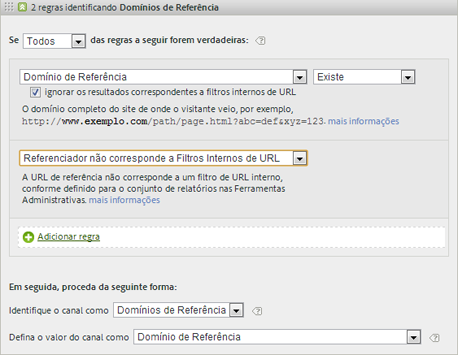 2 regras identificando Domínios de Referência
Se Todos das regras a seguir forem verdadeiras:
Domínio de Referência Existe
ignorar os resultados correspondentes a filtros internos de URL
O domínio completo do site de onde o visitante veio, por exemplo,
http://www.exemplo.com/path/page.html?abc=def&xyz=123. mais informações
Referenciador não corresponde a Filtros Internos de URL
A URL de referência não corresponde a um filtro de URL interno,
conforme definido para o conjunto de relatórios nas Ferramentas
Administrativas. mais informações
Adicionar regra
Em seguida, proceda da seguinte forma:
Identifique o canal como Domínios de Referência
Defina o valor do canal como Domínio de Referência